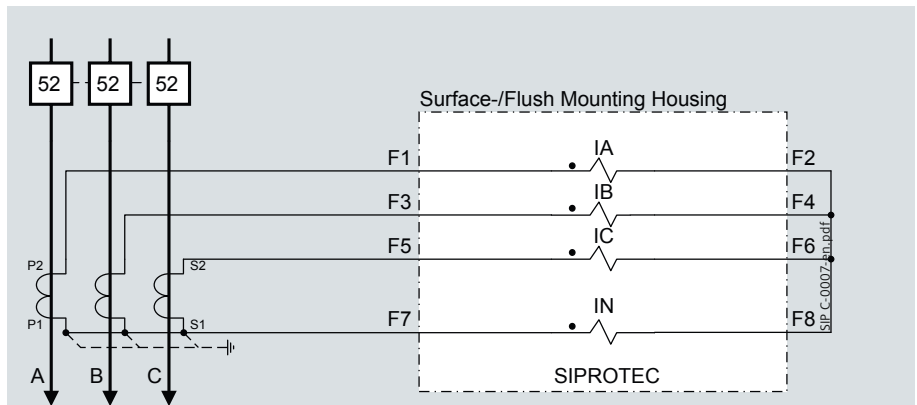 52 52 52
Surface-/Flush Mounting Housing
F1 IA F2
F3 IB F4
F5 IC F6
P2 S2
P1 S1
F7 IN F8
A B C
SIPROTEC
SIP C-0007-en.pdf